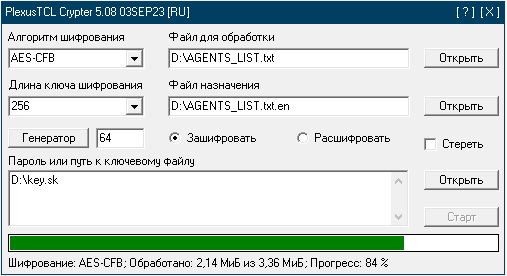 PlexusTCL Crypter 5.08 03SEP23 [RU] [ ? ] [ X ]
Алгоритм шифрования
AES-CFB
Файл для обработки
D:\AGENTS_LIST.txt
Открыть
Длина ключа шифрования
256
Файл назначения
D:\AGENTS_LIST.txt.en
Открыть
Генератор 64 Зашифровать Расшифровать Стереть
Пароль или путь к ключевому файлу
D:\key.sk
Открыть
Старт
Шифрование: AES-CFB; Обработано: 2,14 МиБ из 3,36 МиБ; Прогресс: 84 %